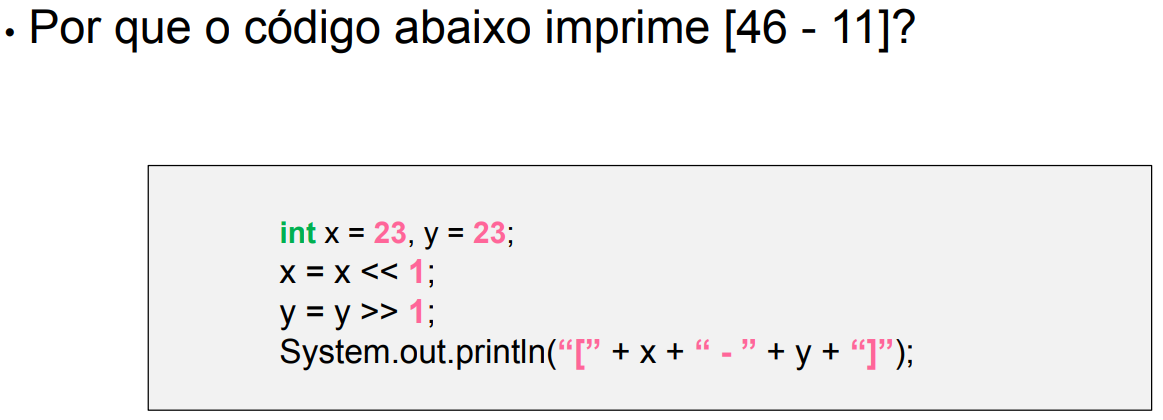 • Por que o código abaixo imprime [46 - 11]?
int x = 23, y = 23;
x = x << 1;
y = y >> 1;
System.out.println(“[” + x + “ - ” + y + “]”);